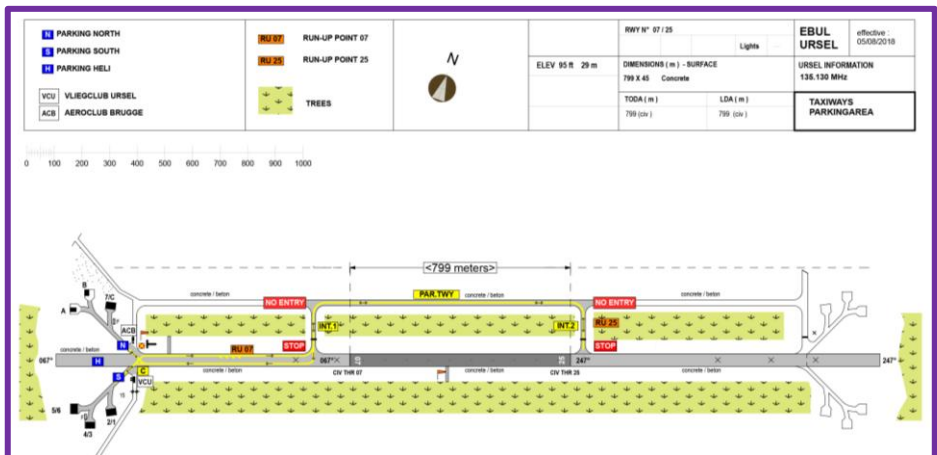 N PARKING NORTH
S PARKING SOUTH
H PARKING HELI
VCU VLIEGCLUB URSEL
ACB AEROCLUB BRUGGE
RU 07 RUN-UP POINT 07
RU 25 RUN-UP POINT 25
TREES
N
ELEV 95 ft 29 m
RWY N° 07 / 25
Lights
DIMENSIONS ( m ) - SURFACE
799 X 45 Concrete
TODA ( m ) LDA ( m )
799 (civ ) 799 (civ )
EBUL
URSEL
effective :
05/08/2018
URSEL INFORMATION
135.130 MHz
TAXIWAYS
PARKINGAREA
0 100 200 300 400 500 600 700 800 900 1000
<799 meters>
B
7/C
A
concrete / beton
PAR.TWY
concrete / beton
concrete / beton
NO ENTRY
NO ENTRY
ACB
INT.1
INT.2
RU 25
N
RU 07
STOP
STOP
concrete / beton
067°
H
067°
07
25
247°
247°
S
C
VCU
concrete / beton
CIV THR 07
CIV THR 25
concrete / beton
15
5/6
D
4/3
2/1